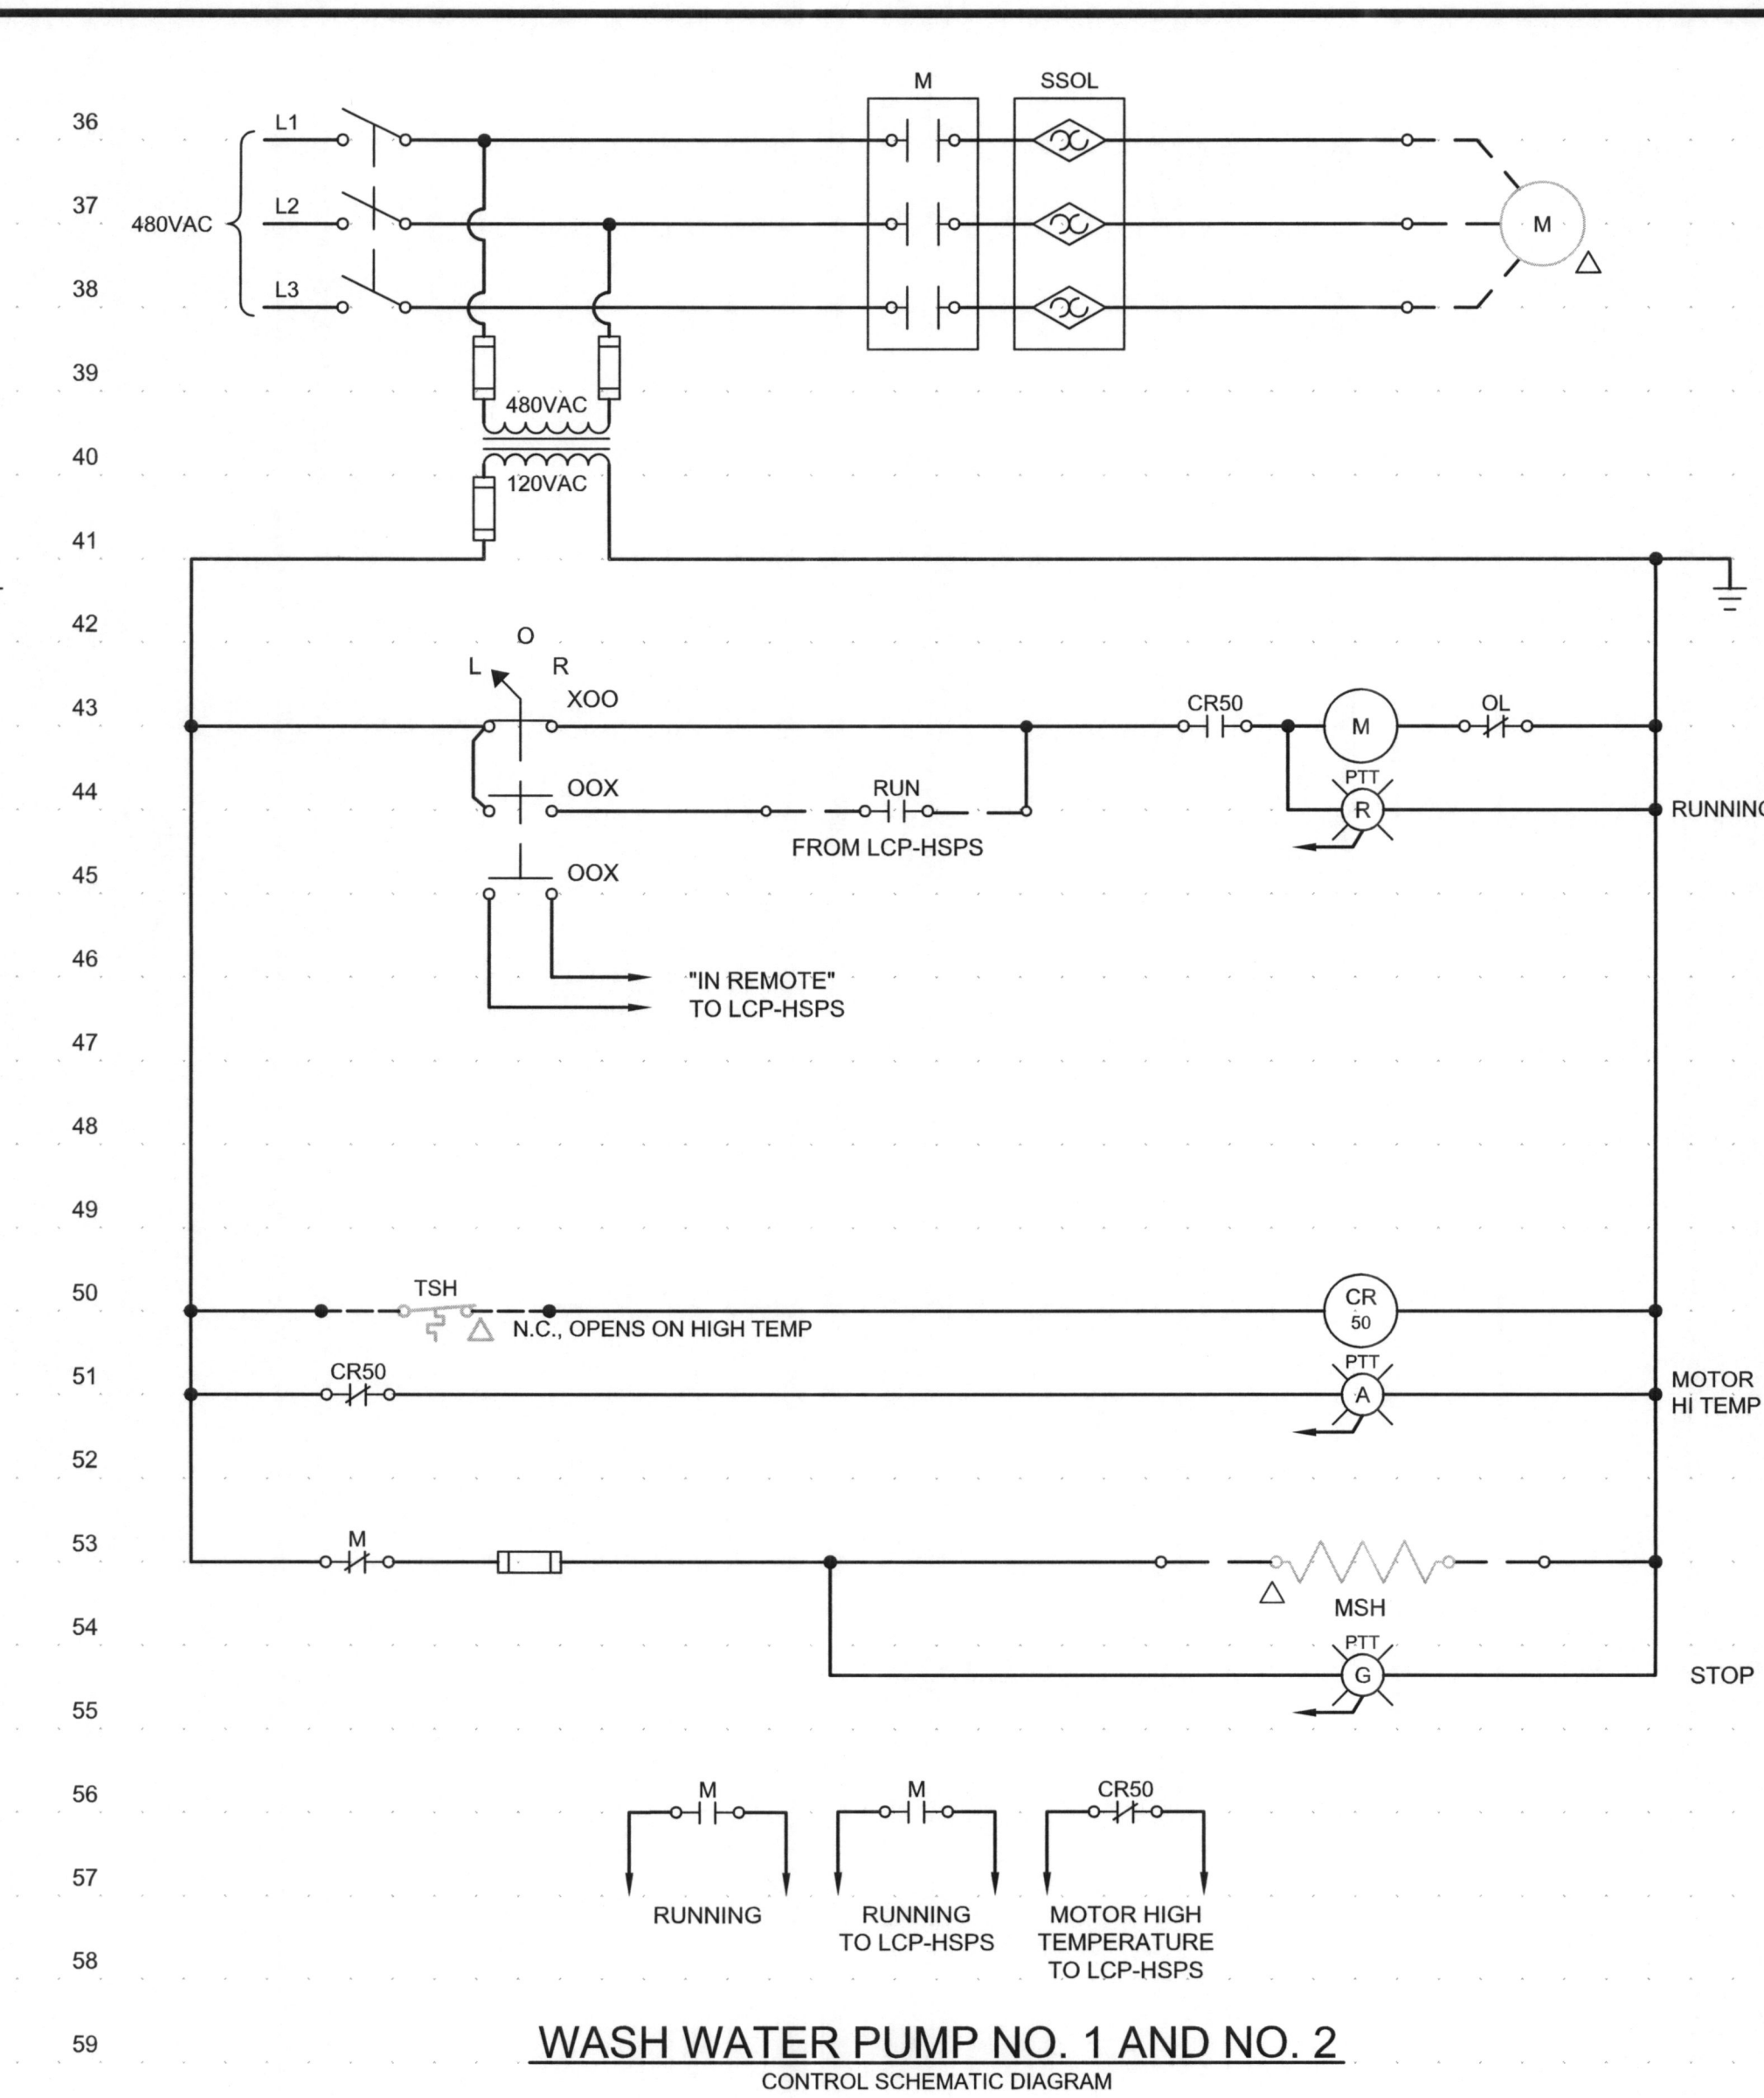 M SSOL
36 L1
37 480VAC L2 M
38 L3
39
480VAC
40
120VAC
41
42
O
L R
XOO
43 CR50 M OL
44 OOX RUN PTT
R RUNNING
FROM LCP-HSPS
45 OOX
46
"IN REMOTE"
TO LCP-HSPS
47
48
49
50 TSH CR
50
N.C., OPENS ON HIGH TEMP
51 CR50 PTT
A MOTOR
HI TEMP
52
53 M
MSH
54 PTT
G STOP
55
56 M M CR50
57
RUNNING RUNNING MOTOR HIGH
TO LCP-HSPS TEMPERATURE
58 TO LCP-HSPS
59 WASH WATER PUMP NO. 1 AND NO. 2
CONTROL SCHEMATIC DIAGRAM